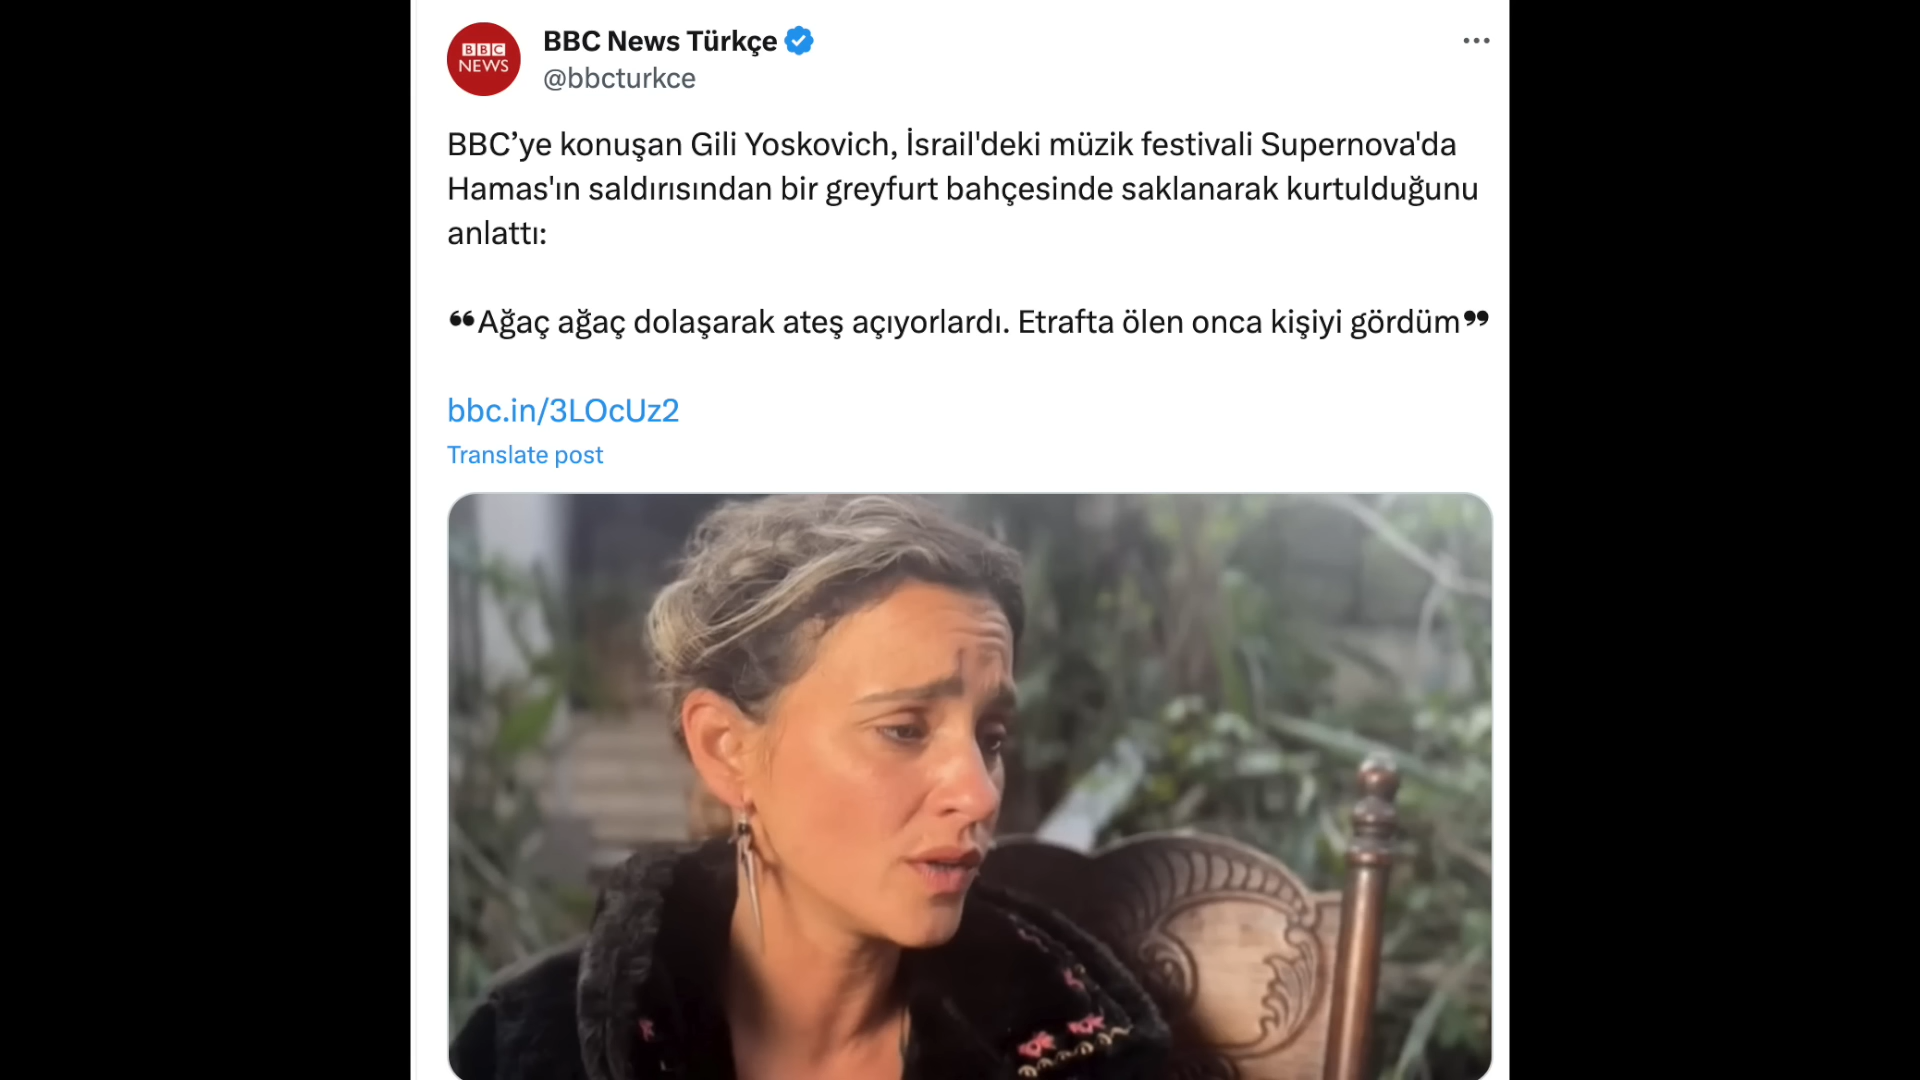 BBC
NEWS
BBC News Türkçe
@bbcturkce
BBC’ye konuşan Gili Yoskovich, İsrail'deki müzik festivali Supernova'da
Hamas'ın saldırısından bir greyfurt bahçesinde saklanarak kurtulduğunu
anlattı:
❝Ağaç ağaç dolaşarak ateş açıyorlardı. Etrafta ölen onca kişiyi gördüm❞
bbc.in/3LOcUz2
Translate post